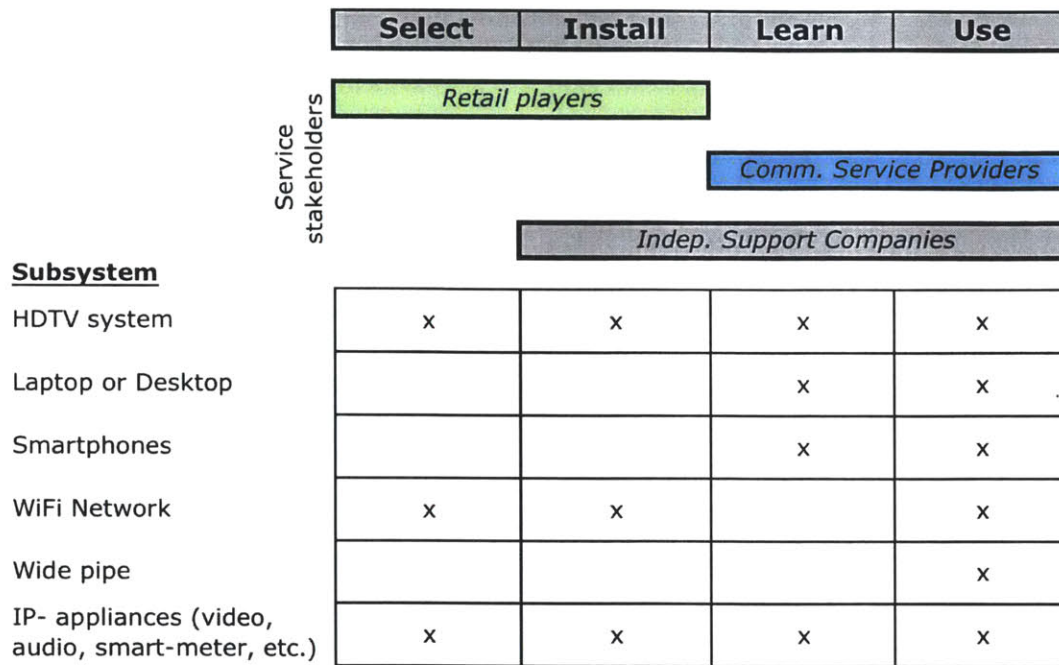 Select Install Learn Use
Retail players
Service
stakeholders
Comm. Service Providers
Indep. Support Companies
Subsystem
HDTV system x x x x
Laptop or Desktop x x
Smartphones x x
WiFi Network x x x
Wide pipe x
IP- appliances (video,
audio, smart-meter, etc.) x x x x